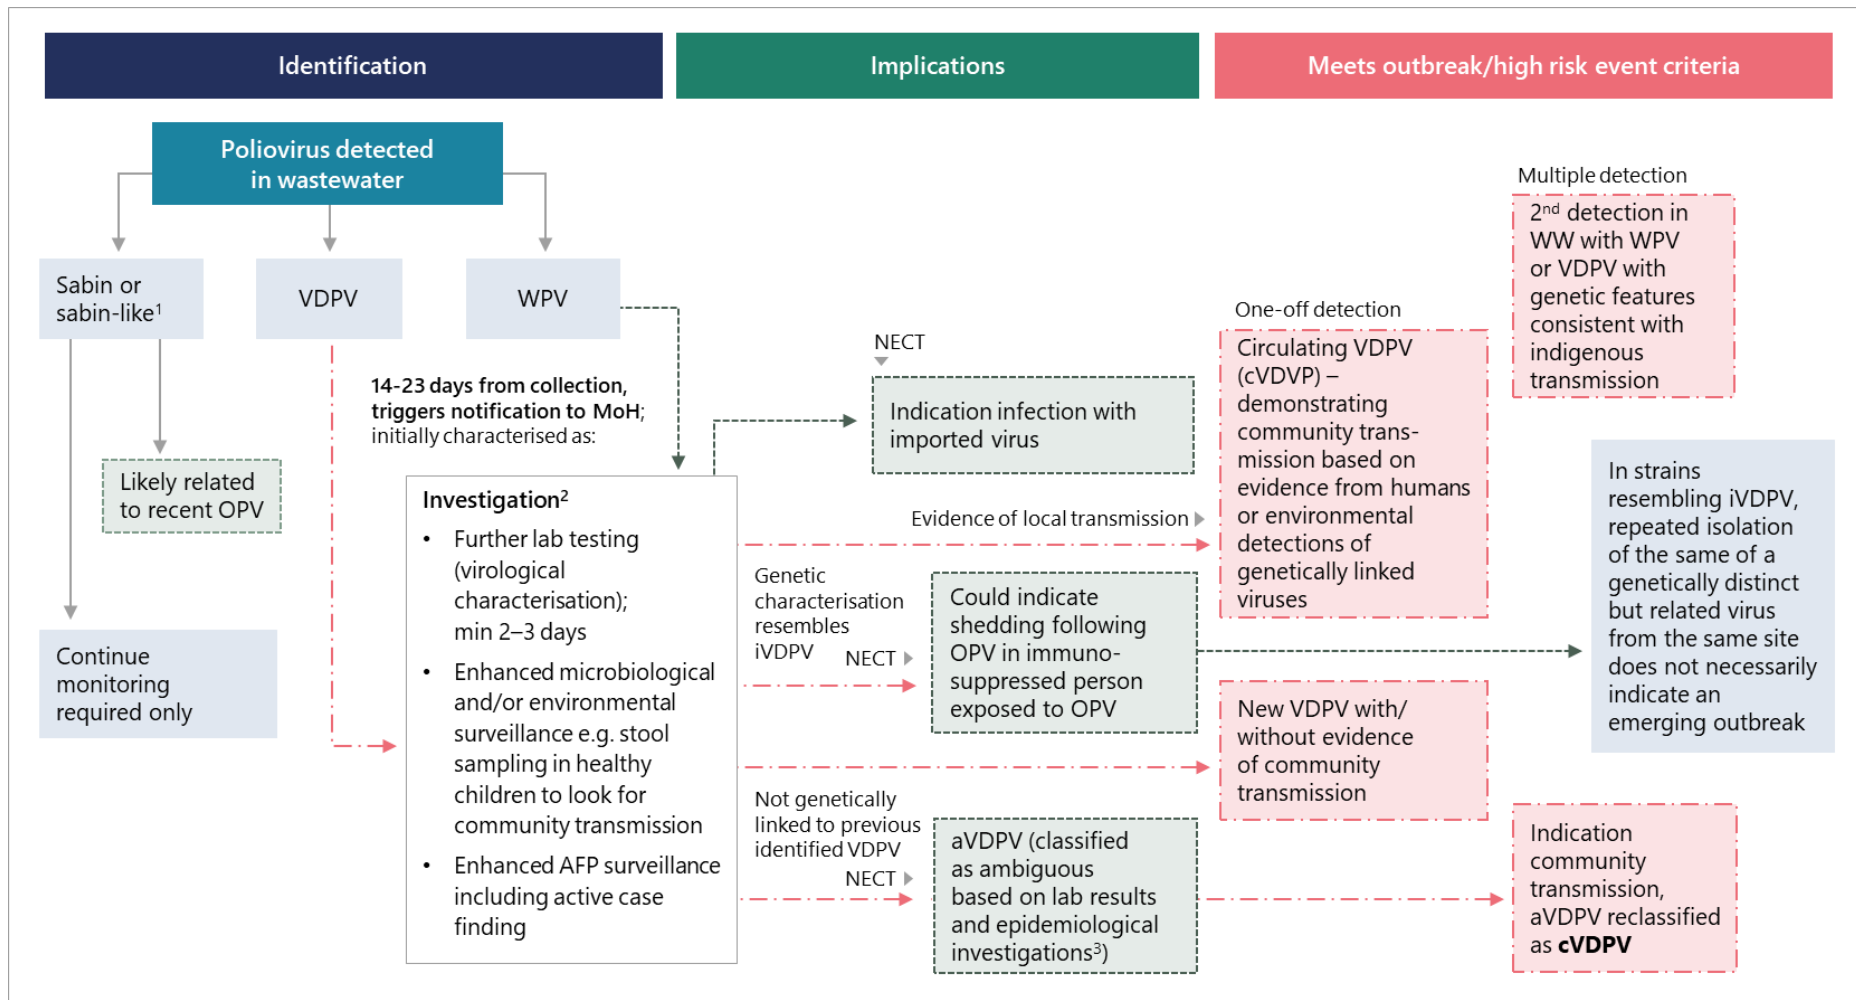 Identification
Implications
Meets outbreak/high risk event criteria
Poliovirus detected
in wastewater
Sabin or
sabin-like¹
VDPV
WPV
14-23 days from collection,
triggers notification to MoH;
initially characterised as:
Likely related
to recent OPV
Continue
monitoring
required only
Investigation²
• Further lab testing
(virological
characterisation);
min 2–3 days
• Enhanced microbiological
and/or environmental
surveillance e.g. stool
sampling in healthy
children to look for
community transmission
• Enhanced AFP surveillance
including active case
finding
NECT
Indication infection with
imported virus
Evidence of local transmission
Genetic
characterisation
resembles
iVDPV
NECT
Could indicate
shedding following
OPV in immuno-
suppressed person
exposed to OPV
Not genetically
linked to previous
identified VDPV
NECT
aVDPV (classified
as ambiguous
based on lab results
and epidemiological
investigations³)
One-off detection
Circulating VDPV
(cVDVP) –
demonstrating
community trans-
mission based on
evidence from humans
or environmental
detections of
genetically linked
viruses
New VDPV with/
without evidence
of community
transmission
Multiple detection
2nd detection in
WW with WPV
or VDPV with
genetic features
consistent with
indigenous
transmission
In strains
resembling iVDPV,
repeated isolation
of the same of a
genetically distinct
but related virus
from the same site
does not necessarily
indicate an
emerging outbreak
Indication
community
transmission,
aVDPV reclassified
as cVDPV